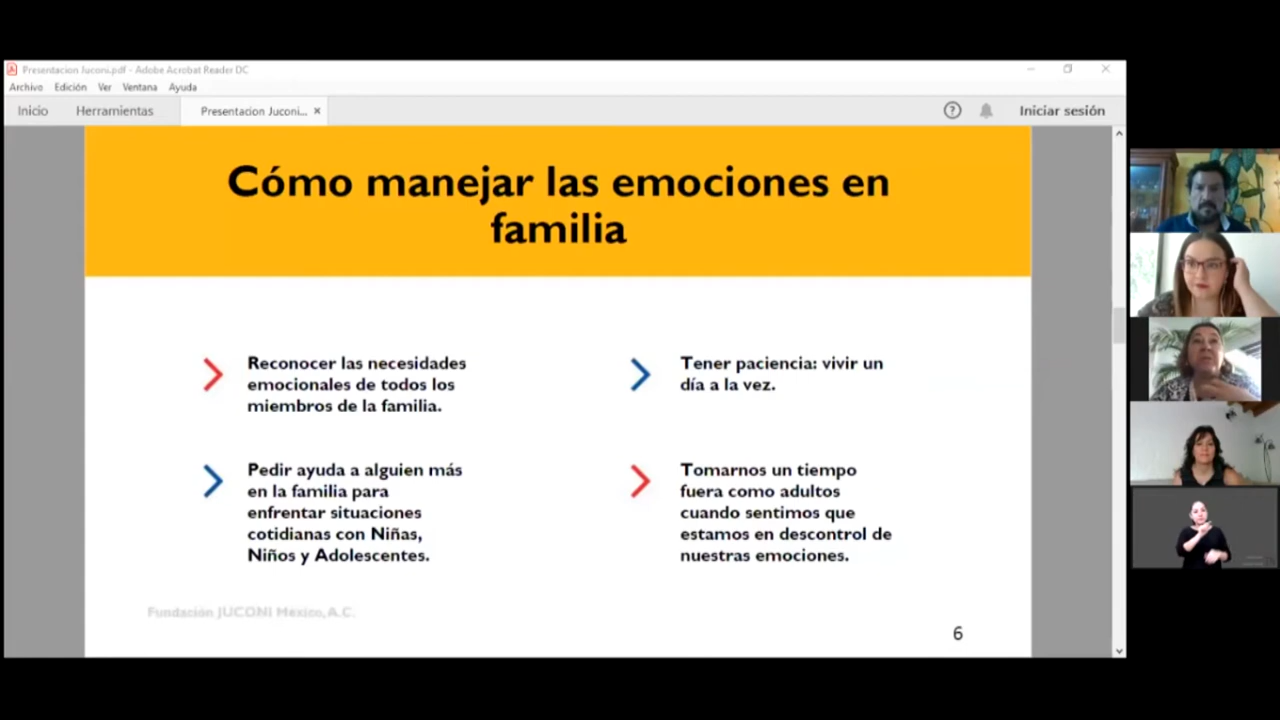 Presentacion Juconi.pdf - Adobe Acrobat Reader DC
Archivo Edición Ver Ventana Ayuda
Inicio Herramientas Presentacion Juconi... × Iniciar sesión
Cómo manejar las emociones en
familia
Reconocer las necesidades
emocionales de todos los
miembros de la familia.
Tener paciencia: vivir un
día a la vez.
Pedir ayuda a alguien más
en la familia para
enfrentar situaciones
cotidianas con Niñas,
Niños y Adolescentes.
Tomarnos un tiempo
fuera como adultos
cuando sentimos que
estamos en descontrol de
nuestras emociones.
Fundación JUCONI México, A.C.
6